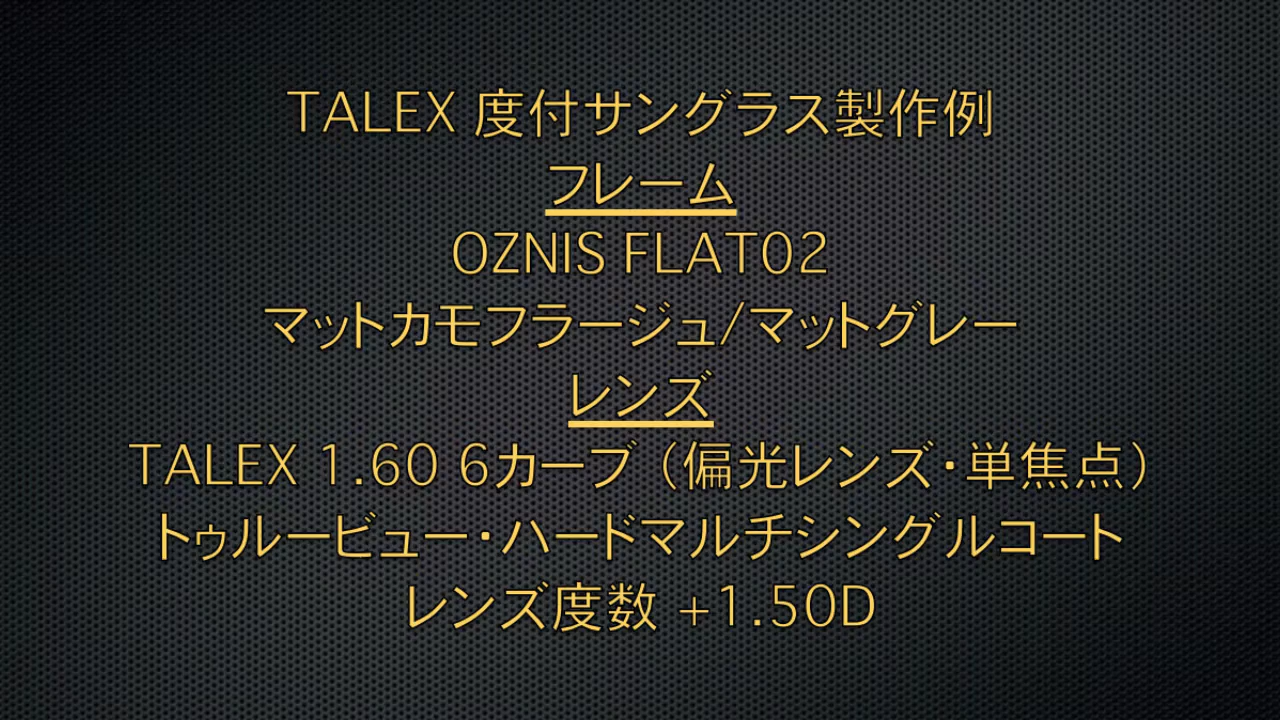 TALEX 度付サングラス製作例
フレーム
OZNIS FLAT02
マットカモフラージュ/マットグレー
レンズ
TALEX 1.60 6カーブ（偏光レンズ・単焦点）
トゥルービュー・ハードマルチシングルコート
レンズ度数 +1.50D